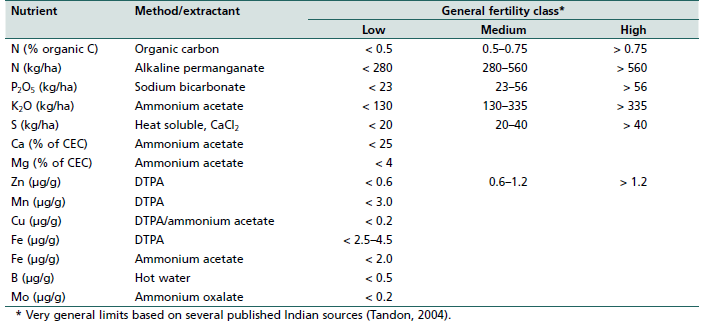 Nutrient Method/extractant General fertility class*
Low Medium High
N (% organic C) Organic carbon < 0.5 0.5–0.75 > 0.75
N (kg/ha) Alkaline permanganate < 280 280–560 > 560
P₂O₅ (kg/ha) Sodium bicarbonate < 23 23–56 > 56
K₂O (kg/ha) Ammonium acetate < 130 130–335 > 335
S (kg/ha) Heat soluble, CaCl₂ < 20 20–40 > 40
Ca (% of CEC) Ammonium acetate < 25
Mg (% of CEC) Ammonium acetate < 4
Zn (μg/g) DTPA < 0.6 0.6–1.2 > 1.2
Mn (μg/g) DTPA < 3.0
Cu (μg/g) DTPA/ammonium acetate < 0.2
Fe (μg/g) DTPA < 2.5–4.5
Fe (μg/g) Ammonium acetate < 2.0
B (μg/g) Hot water < 0.5
Mo (μg/g) Ammonium oxalate < 0.2
* Very general limits based on several published Indian sources (Tandon, 2004).